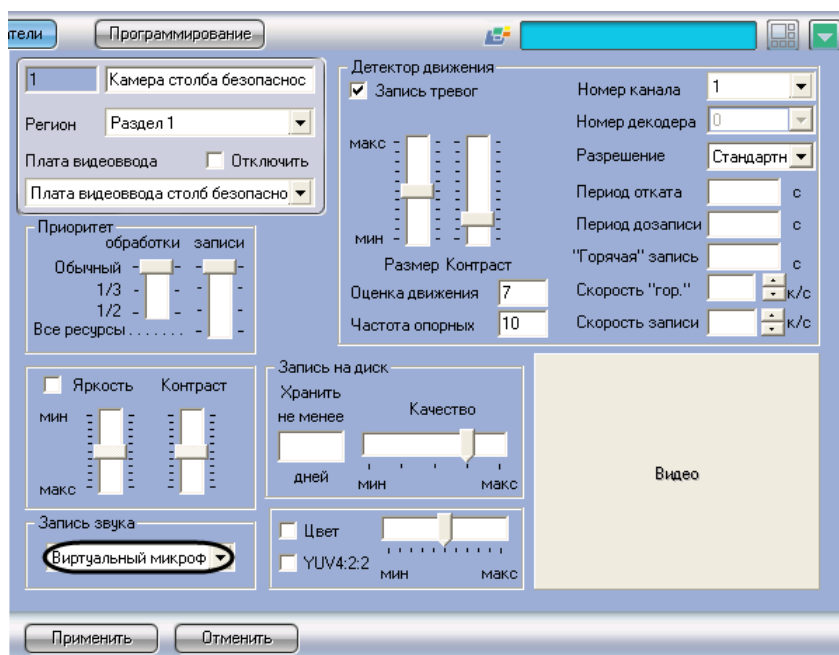 тели
Программирование
1
Камера столба безопаснос
Регион
Раздел 1
Плата видеоввода
Отключить
Плата видеоввода столб безопасно
Приоритет
обработки записи
Обычный
1/3
1/2
Все ресурсы . . . . . . .
Яркость Контраст
мин
макс
Запись звука
Виртуальный микроф
Детектор движения
Запись тревог
макс
мин
Размер Контраст
Оценка движения 7
Частота опорных 10
Номер канала 1
Номер декодера 0
Разрешение Стандартн
Период отката с
Период дозаписи с
"Горячая" запись с
Скорость "гор." к/с
Скорость записи к/с
Запись на диск
Хранить
не менее
дней
Качество
мин макс
Цвет
YUV4:2:2
мин макс
Видео
Применить
Отменить